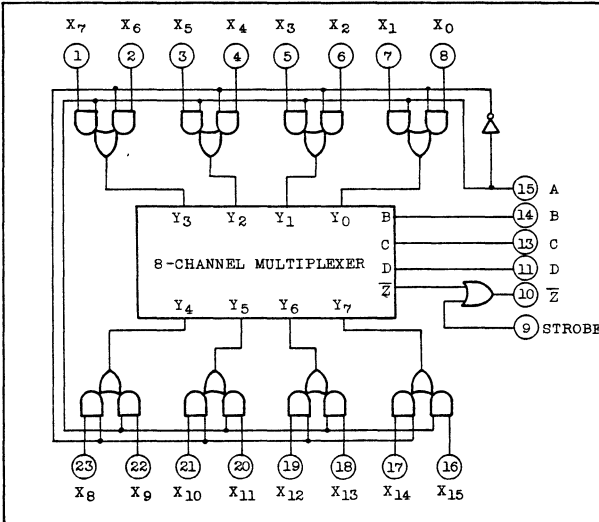 X7 X6 X5 X4 X3 X2 X1 X0
1 2 3 4 5 6 7 8
15 A
Y3 Y2 Y1 Y0 B 14 B
C 13 C
8-CHANNEL MULTIPLEXER D 11 D
Z̅ 10 Z̅
Y4 Y5 Y6 Y7
9 STROBE
23 22 21 20 19 18 17 16
X8 X9 X10 X11 X12 X13 X14 X15